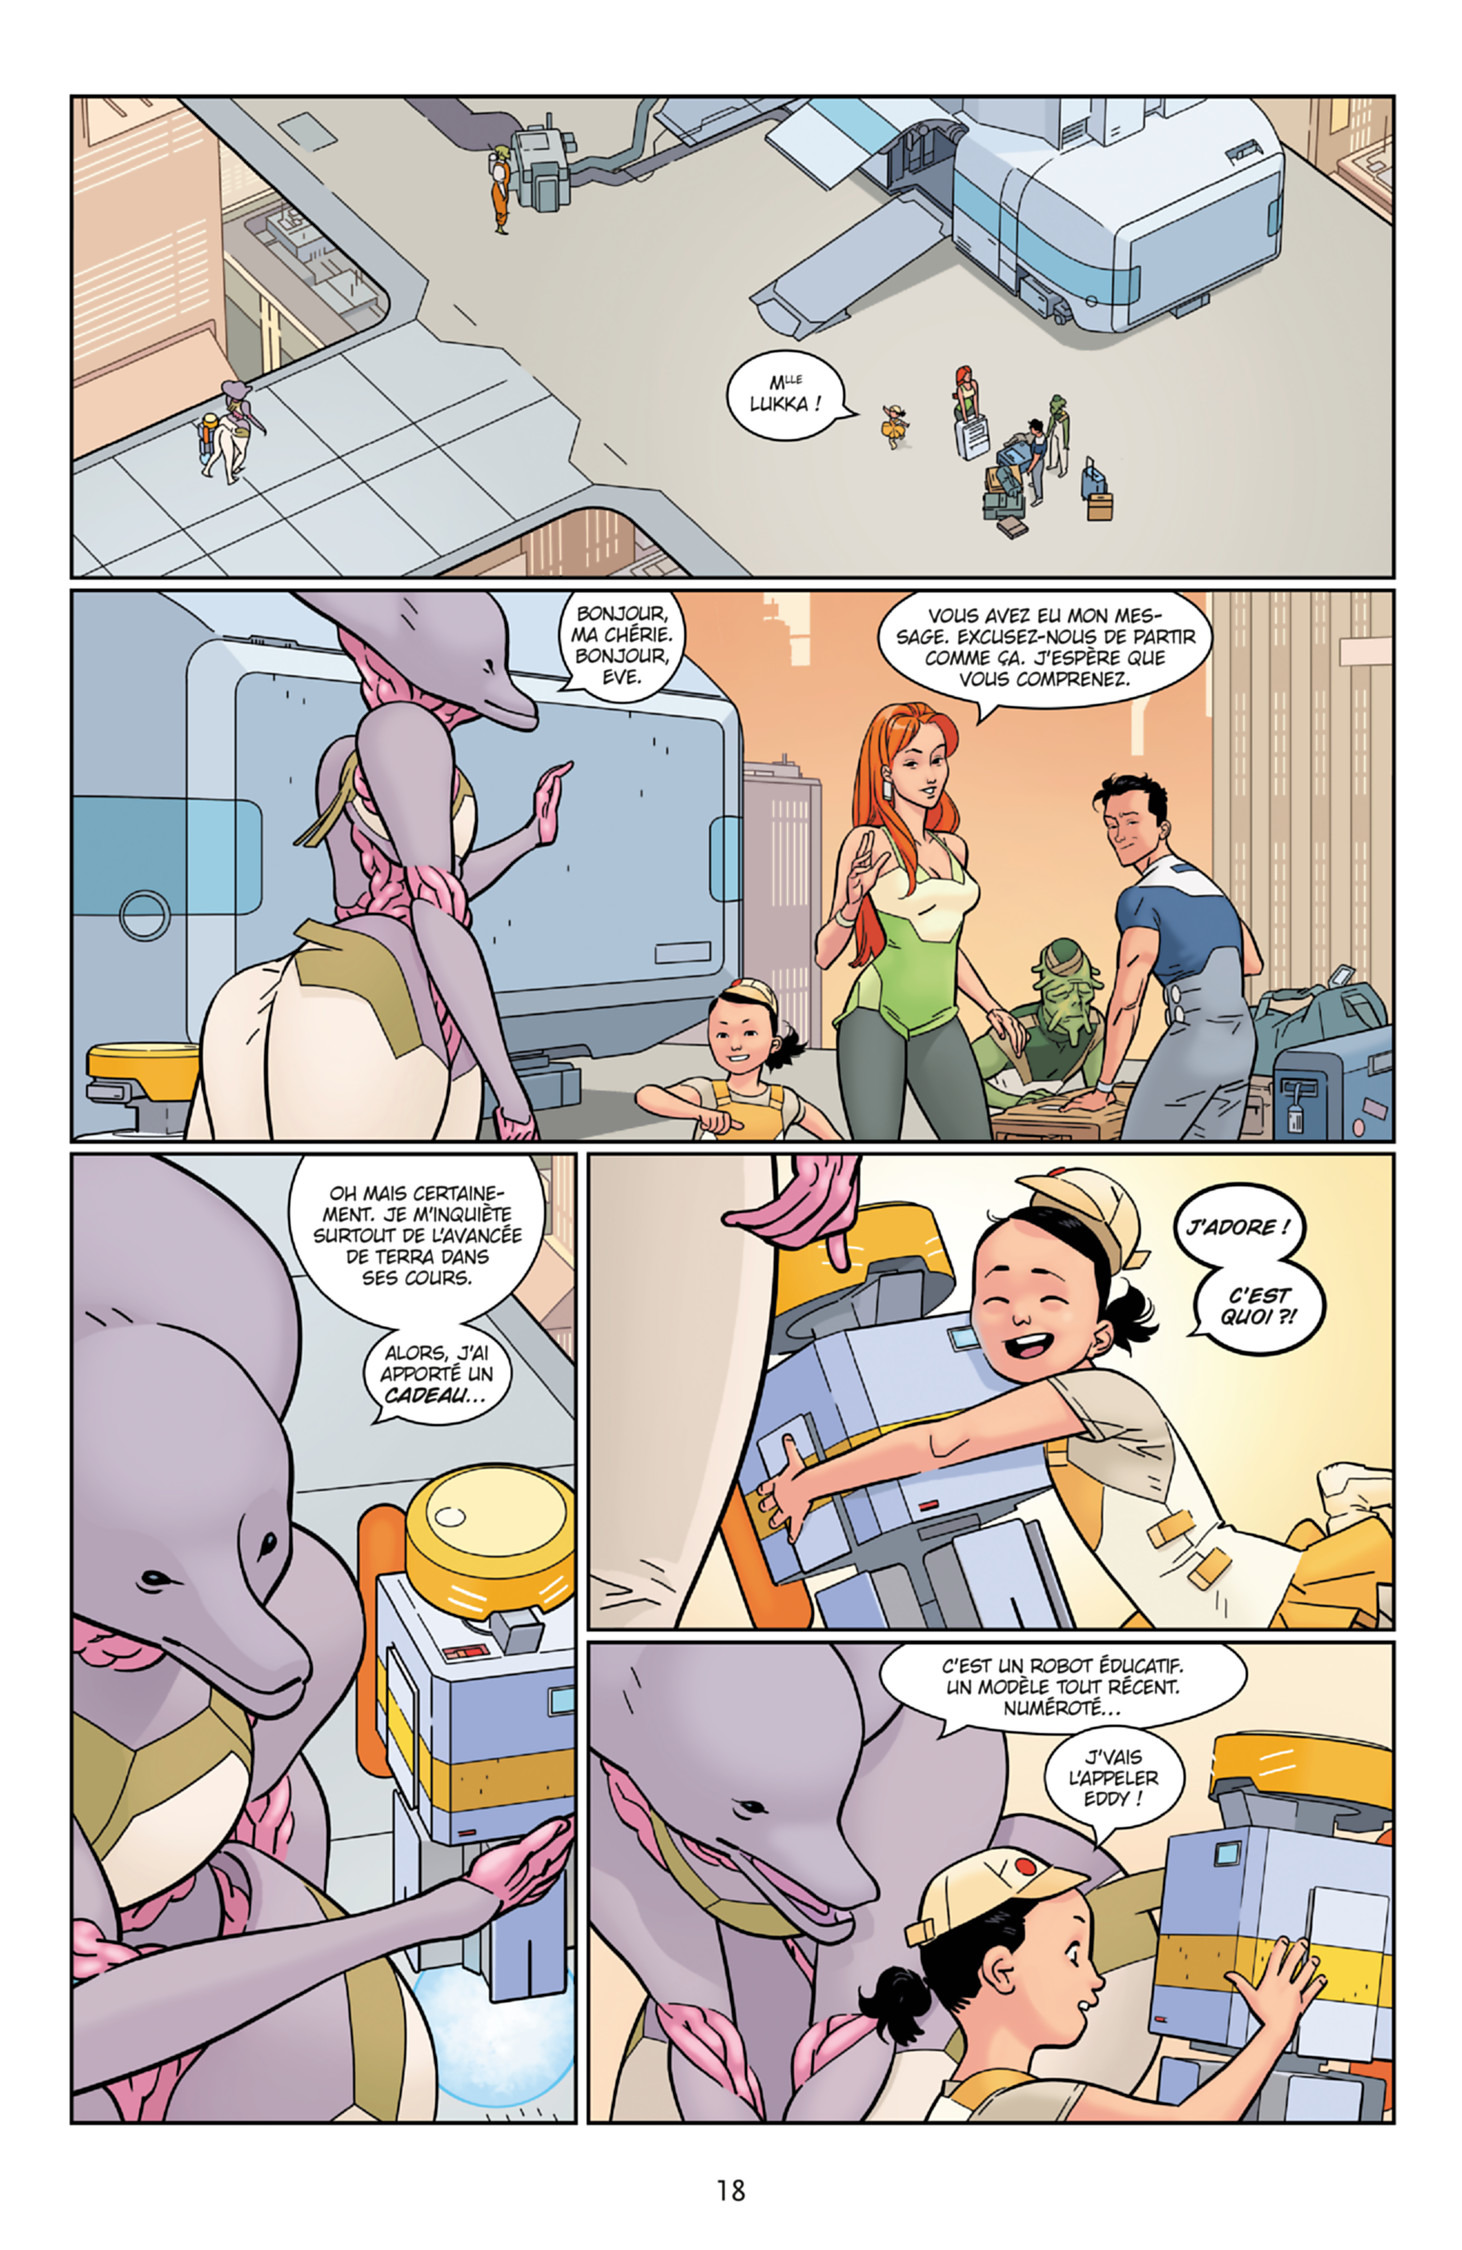 Mlle
LUKKA !
BONJOUR,
MA CHÉRIE.
BONJOUR,
EVE.
VOUS AVEZ EU MON MES-
SAGE. EXCUSEZ-NOUS DE PARTIR
COMME ÇA. J'ESPÈRE QUE
VOUS COMPRENEZ.
OH MAIS CERTAINE-
MENT. JE M'INQUIÈTE
SURTOUT DE L'AVANCÉE
DE TERRA DANS
SES COURS.
ALORS, J'AI
APPORTÉ UN
CADEAU...
J'ADORE !
C'EST
QUOI ?!
C'EST UN ROBOT ÉDUCATIF.
UN MODÈLE TOUT RÉCENT.
NUMÉROTÉ...
J'VAIS
L'APPELER
EDDY !
18